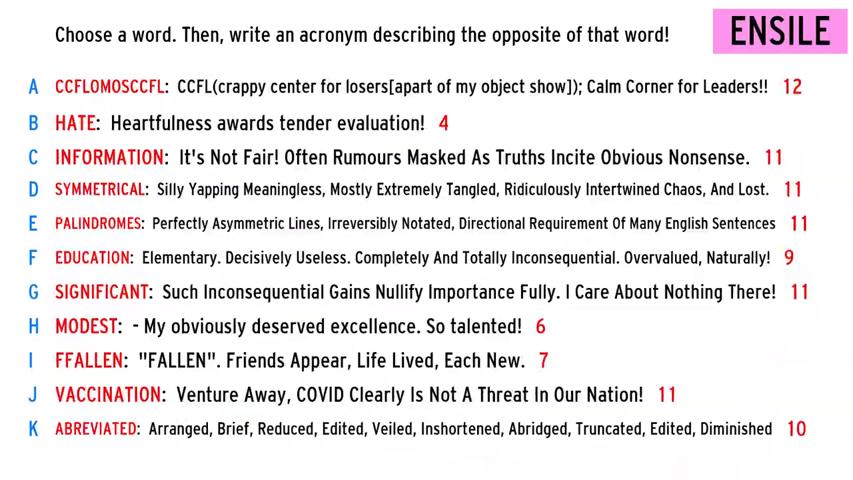 Choose a word. Then, write an acronym describing the opposite of that word!
ENSILE
A CCFLOMOSCCFL: CCFL(crappy center for losers[apart of my object show]); Calm Corner for Leaders!! 12
B HATE: Heartfulness awards tender evaluation! 4
C INFORMATION: It's Not Fair! Often Rumours Masked As Truths Incite Obvious Nonsense. 11
D SYMMETRICAL: Silly Yapping Meaningless, Mostly Extremely Tangled, Ridiculously Intertwined Chaos, And Lost. 11
E PALINDROMES: Perfectly Asymmetric Lines, Irreversibly Notated, Directional Requirement Of Many English Sentences 11
F EDUCATION: Elementary. Decisively Useless. Completely And Totally Inconsequential. Overvalued, Naturally! 9
G SIGNIFICANT: Such Inconsequential Gains Nullify Importance Fully. I Care About Nothing There! 11
H MODEST: - My obviously deserved excellence. So talented! 6
I FFALLEN: "FALLEN". Friends Appear, Life Lived, Each New. 7
J VACCINATION: Venture Away, COVID Clearly Is Not A Threat In Our Nation! 11
K ABREVIATED: Arranged, Brief, Reduced, Edited, Veiled, Inshortened, Abridged, Truncated, Edited, Diminished 10